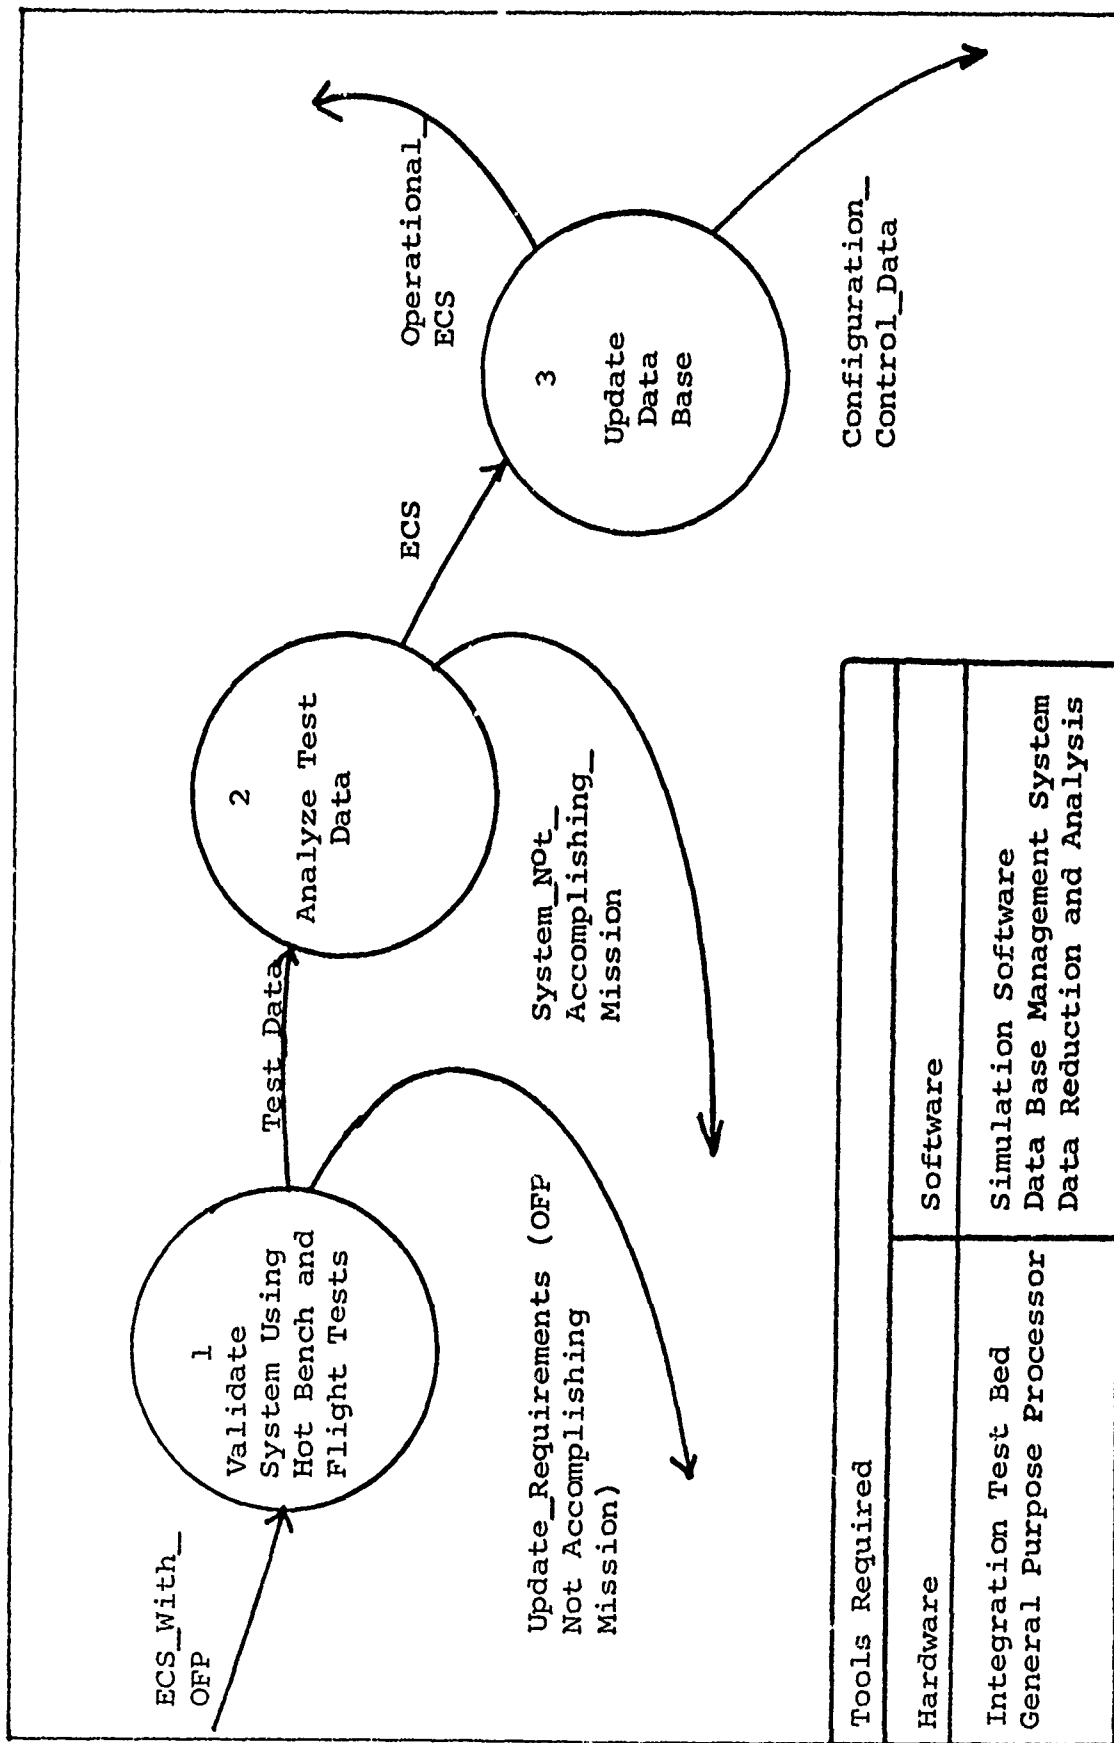 ECS_With_
OFP
1
Validate
System Using
Hot Bench and
Flight Tests
Test Data
Update_Requirements (OFP
Not Accomplishing
Mission)
2
Analyze Test
Data
System_Not_
Accomplishing_
Mission
ECS
3
Update
Data
Base
Operational_
ECS
Configuration_
Control_Data
Tools Required
Hardware
Software
Integration Test Bed
General Purpose Processor
Simulation Software
Data Base Management System
Data Reduction and Analysis